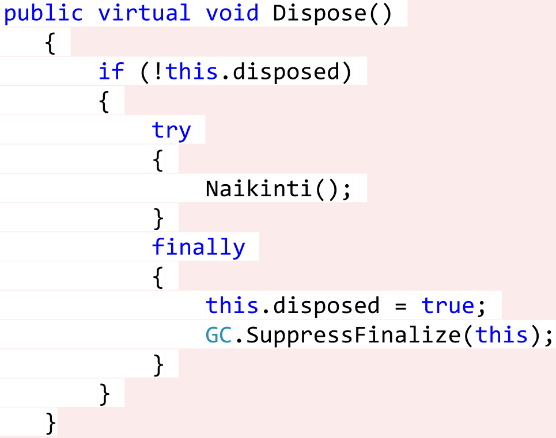 public virtual void Dispose()
{
if (!this.disposed)
{
try
{
Naikinti();
}
finally
{
this.disposed = true;
GC.SuppressFinalize(this);
}
}
}